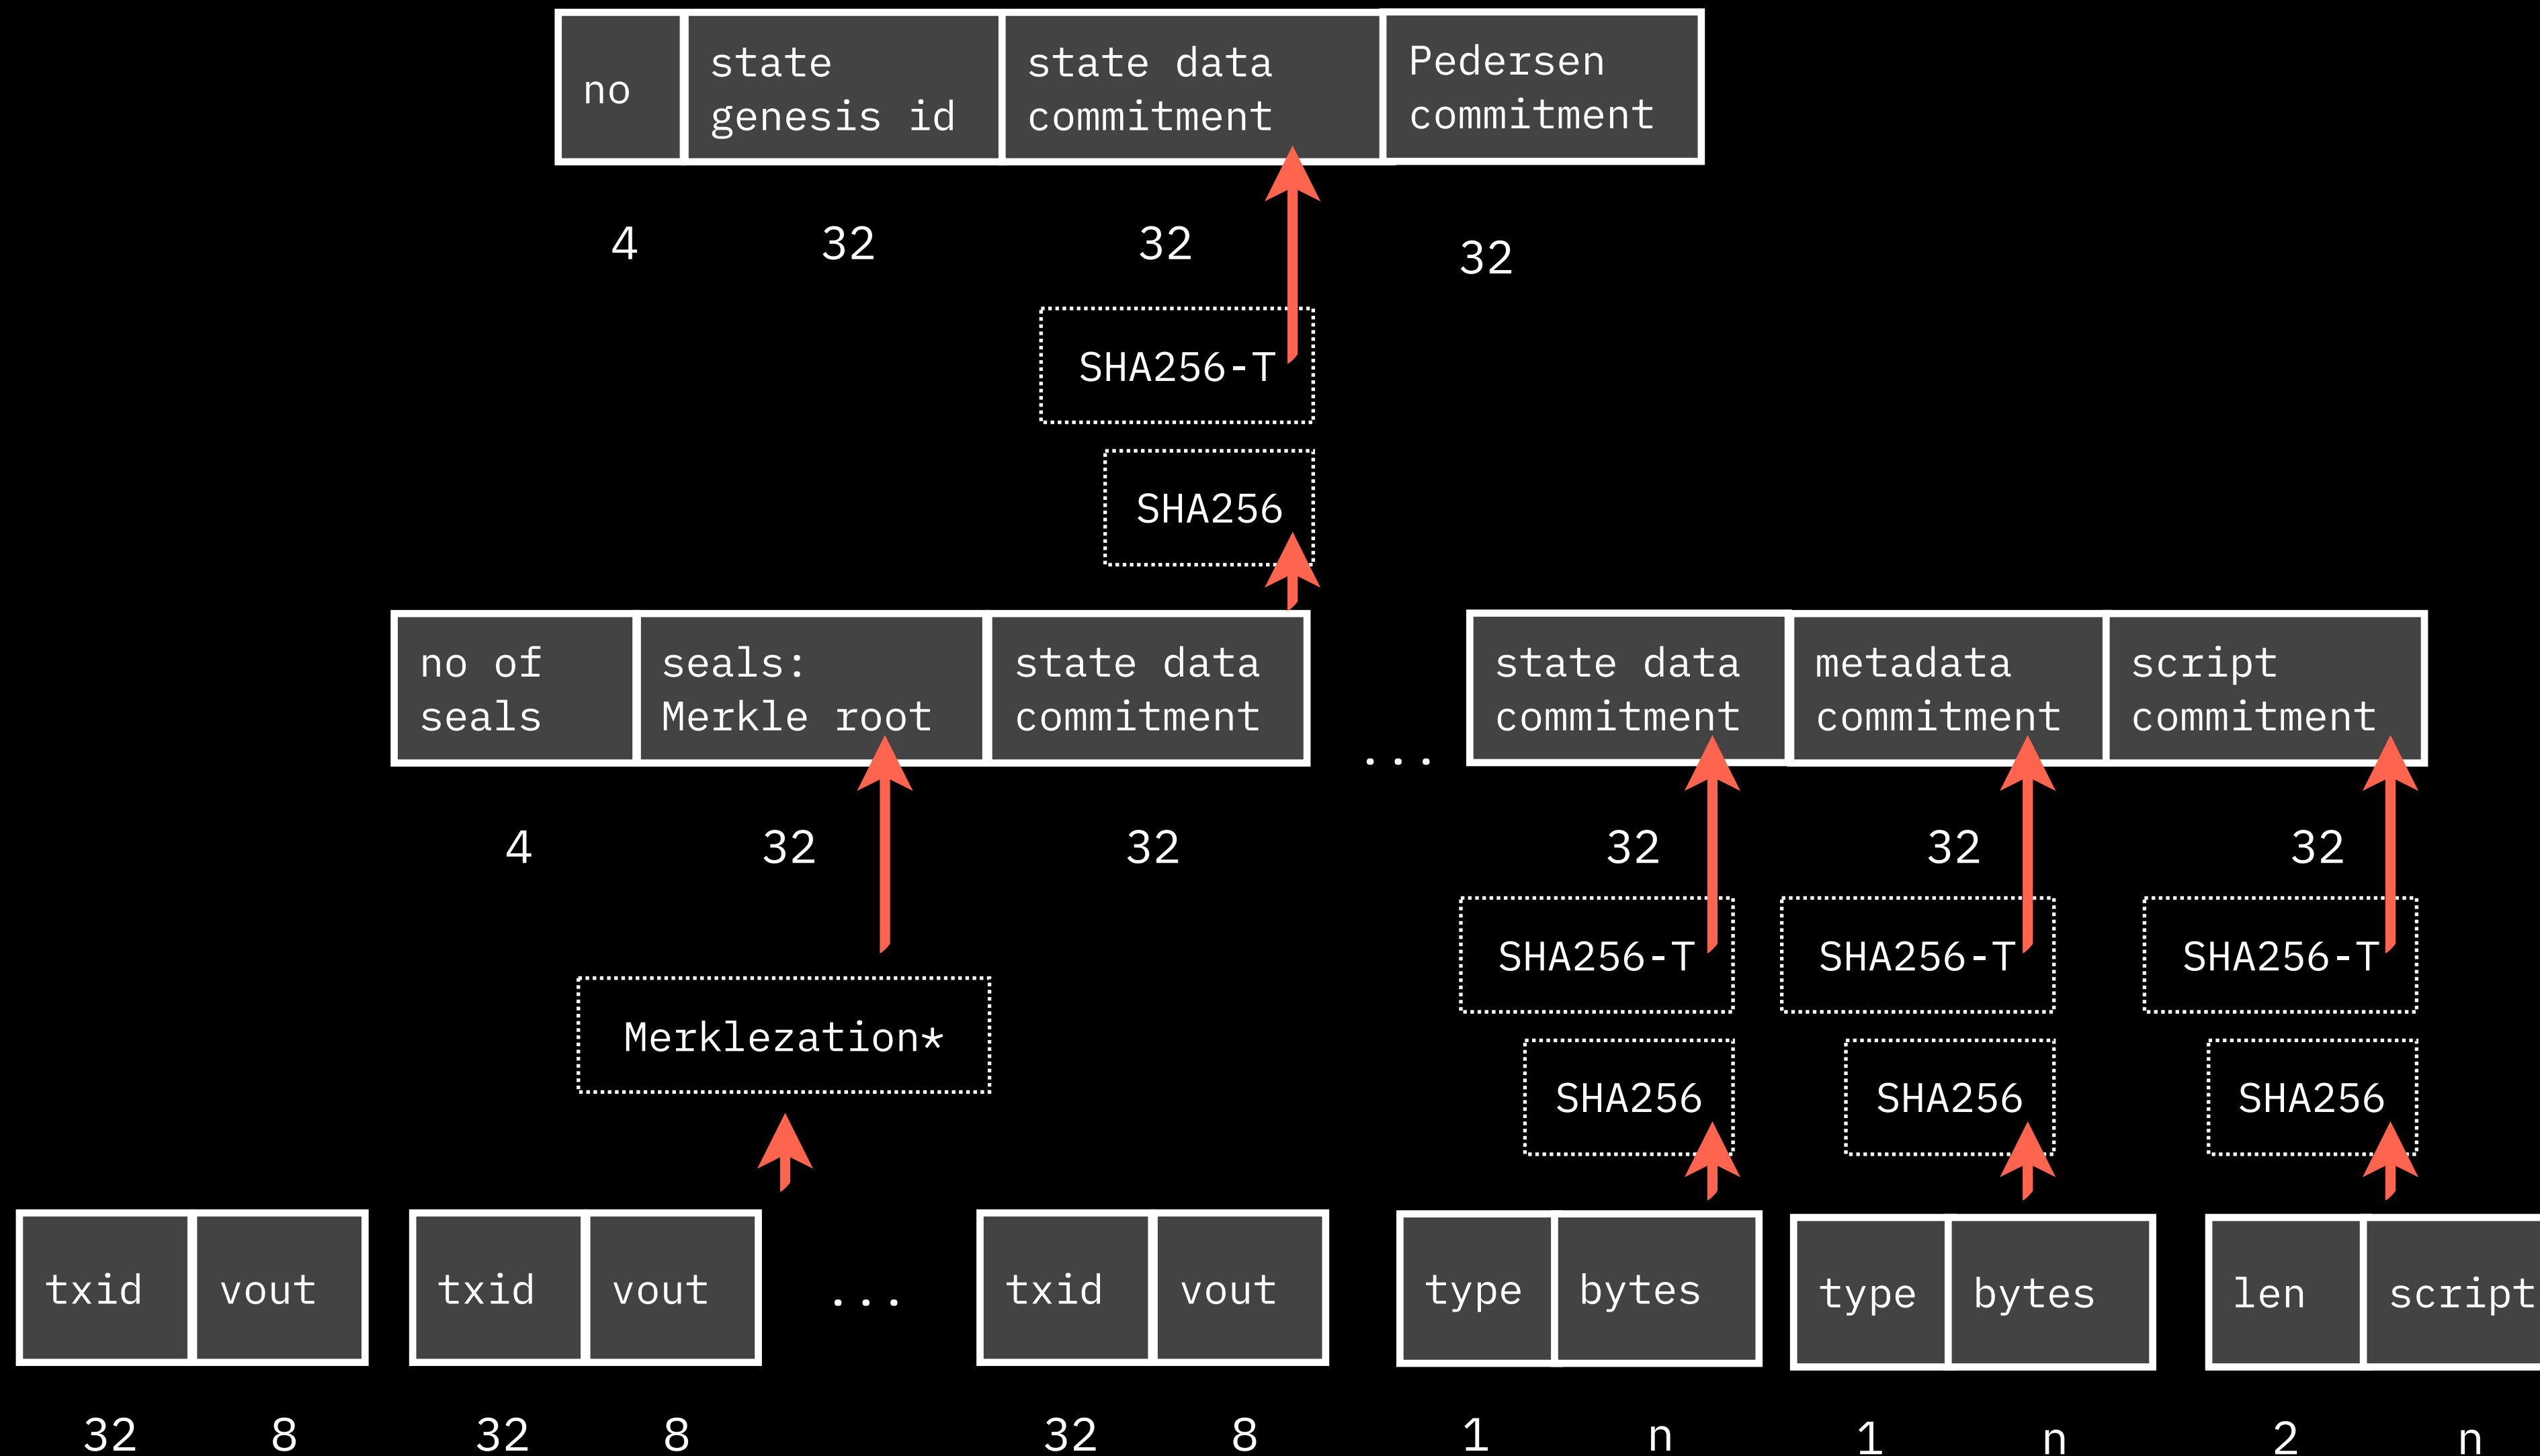 no
state
genesis id
state data
commitment
Pedersen
commitment
4
32
32
32
SHA256-T
SHA256
no of
seals
seals:
Merkle root
state data
commitment
...
state data
commitment
metadata
commitment
script
commitment
4
32
32
32
32
32
SHA256-T
SHA256-T
SHA256-T
Merklezation*
SHA256
SHA256
SHA256
txid
vout
txid
vout
...
txid
vout
type
bytes
type
bytes
len
script
32
8
32
8
32
8
1
n
1
n
2
n